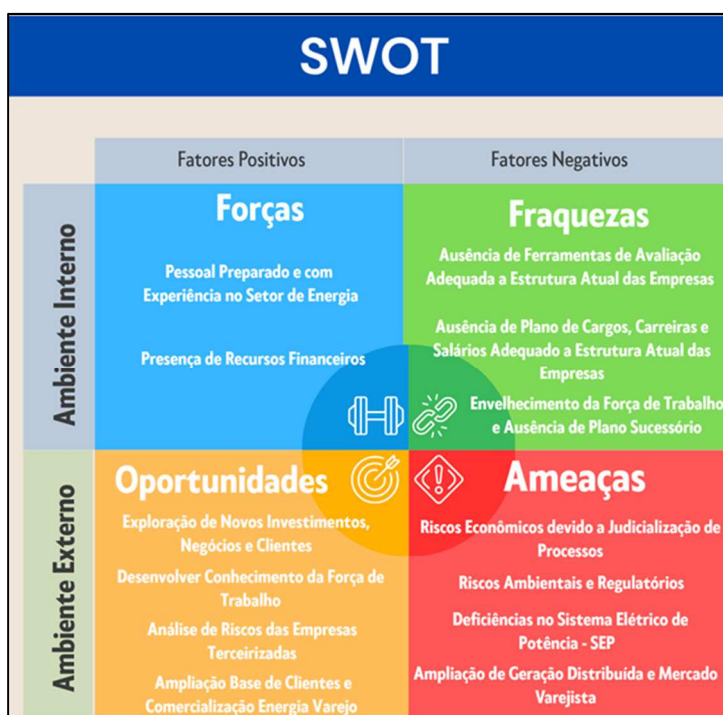 SWOT
Fatores Positivos
Fatores Negativos
Ambiente Interno
Forças
Pessoal Preparado e com
Experiência no Setor de Energia
Presença de Recursos Financeiros
Fraquezas
Ausência de Ferramentas de Avaliação
Adequada a Estrutura Atual das Empresas
Ausência de Plano de Cargos, Carreiras e
Salários Adequado a Estrutura Atual das
Empresas
Envelhecimento da Força de Trabalho
e Ausência de Plano Sucessório
Ambiente Externo
Oportunidades
Exploração de Novos Investimentos,
Negócios e Clientes
Desenvolver Conhecimento da Força de
Trabalho
Análise de Riscos das Empresas
Terceirizadas
Ampliação Base de Clientes e
Comercialização Energia Varejo
Ameaças
Riscos Econômicos devido a Judicialização de
Processos
Riscos Ambientais e Regulatórios
Deficiências no Sistema Elétrico de
Potência - SEP
Ampliação de Geração Distribuída e Mercado
Varejista